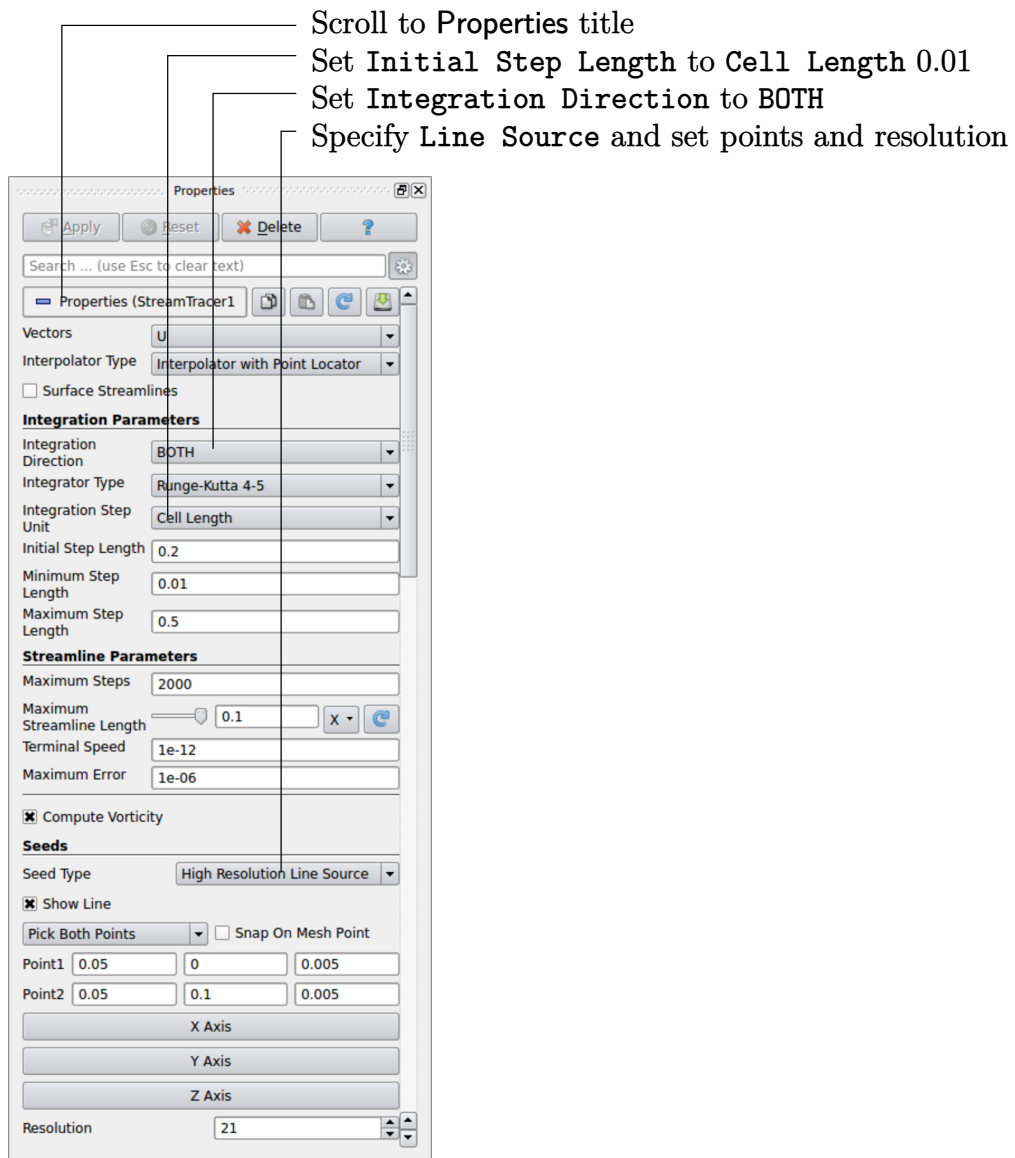 Scroll to Properties title
Set Initial Step Length to Cell Length 0.01
Set Integration Direction to BOTH
Specify Line Source and set points and resolution
Properties
Apply Reset Delete ?
Search ... (use Esc to clear text)
Properties (StreamTracer1
Vectors U
Interpolator Type Interpolator with Point Locator
Surface Streamlines
Integration Parameters
Integration
Direction BOTH
Integrator Type Runge-Kutta 4-5
Integration Step
Unit Cell Length
Initial Step Length 0.2
Minimum Step
Length 0.01
Maximum Step
Length 0.5
Streamline Parameters
Maximum Steps 2000
Maximum
Streamline Length 0.1 X
Terminal Speed 1e-12
Maximum Error 1e-06
Compute Vorticity
Seeds
Seed Type High Resolution Line Source
Show Line
Pick Both Points Snap On Mesh Point
Point1 0.05 0 0.005
Point2 0.05 0.1 0.005
X Axis
Y Axis
Z Axis
Resolution 21